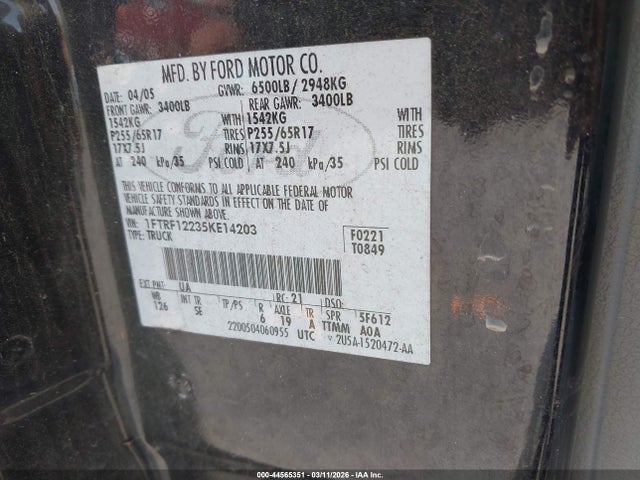 MFD. BY FORD MOTOR CO.
DATE: 04/05 GVWR: 6500LB/ 2948KG
FRONT GAWR: 3400LB REAR GAWR: 3400LB
1542KG WITH 1542KG WITH
P255/65R17 TIRES P255/65R17 TIRES
17X7.5J RIMS 17X7.5J RIMS
AT 240 kPa/35 PSI COLD AT 240 kPa/35 PSI COLD
THIS VEHICLE CONFORMS TO ALL APPLICABLE FEDERAL MOTOR
VEHICLE SAFETY STANDARDS IN EFFECT ON THE DATE OF
MANUFACTURE SHOWN ABOVE.
VIN: 1FTRF12235KE14203 F0221
TYPE: TRUCK T0849
Ford
EXT PNT: UA RC: 21 DSO:
WB INT TR TP/PS R AXLE TR SPR 5F612
126 SE 6 19 A TTMM A0A
2200504060955 UTC V 2U5A-1520472-AA
000-44565351 | 03/11/2026 - IAA Inc.